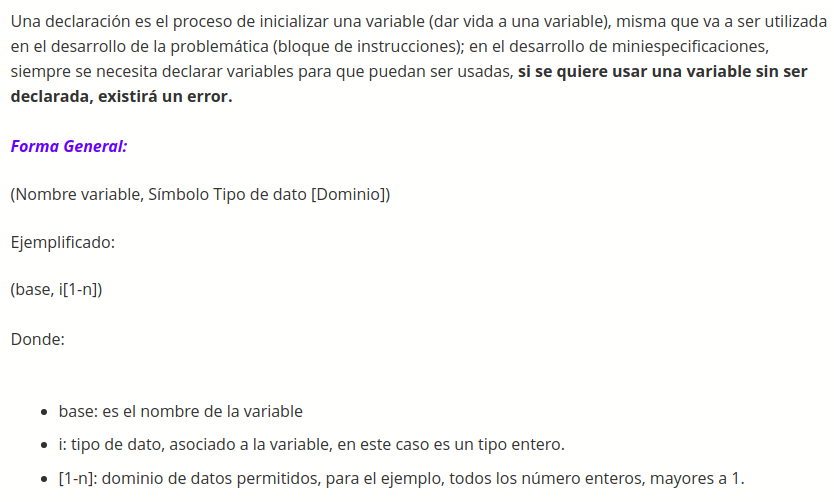 Una declaración es el proceso de inicializar una variable (dar vida a una variable), misma que va a ser utilizada
en el desarrollo de la problemática (bloque de instrucciones); en el desarrollo de miniespecificaciones,
siempre se necesita declarar variables para que puedan ser usadas, si se quiere usar una variable sin ser
declarada, existirá un error.
Forma General:
(Nombre variable, Símbolo Tipo de dato [Dominio])
Ejemplificado:
(base, i[1-n])
Donde:
• base: es el nombre de la variable
• i: tipo de dato, asociado a la variable, en este caso es un tipo entero.
• [1-n]: dominio de datos permitidos, para el ejemplo, todos los número enteros, mayores a 1.